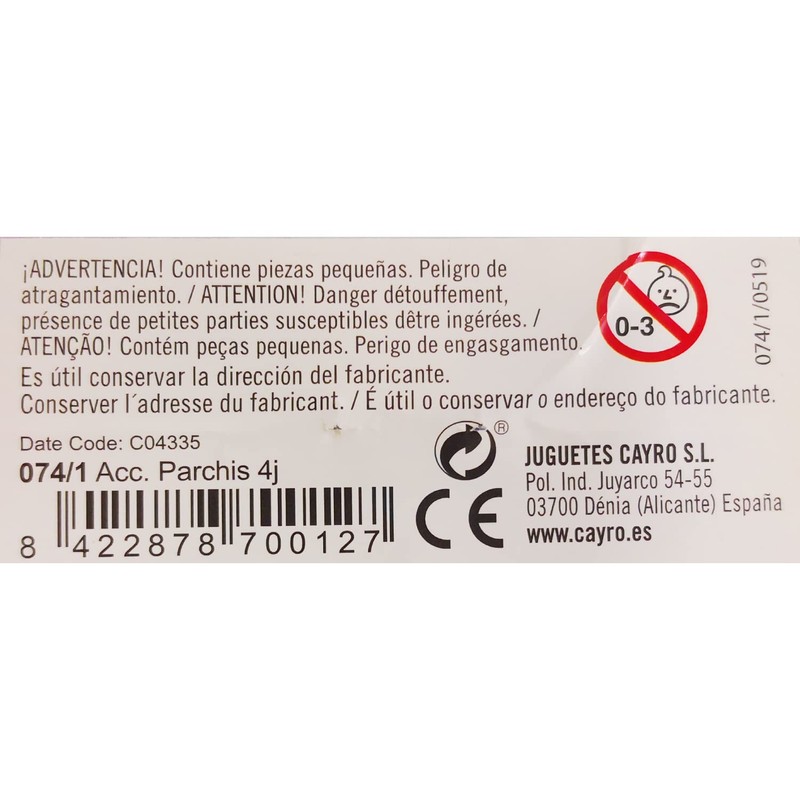 ¡ADVERTENCIA! Contiene piezas pequeñas. Peligro de
atragantamiento. / ATTENTION! Danger détouffement,
présence de petites parties susceptibles dêtre ingérées. /
ATENÇÃO! Contém peças pequenas. Perigo de engasgamento.
Es útil conservar la dirección del fabricante.
Conserver l´adresse du fabricant. / É útil o conservar o endereço do fabricante.
0-3
074/1/0519
Date Code: C04335
074/1 Acc. Parchis 4j
8 422878 700127
®
CE
JUGUETES CAYRO S.L.
Pol. Ind. Juyarco 54-55
03700 Dénia (Alicante) España
www.cayro.es